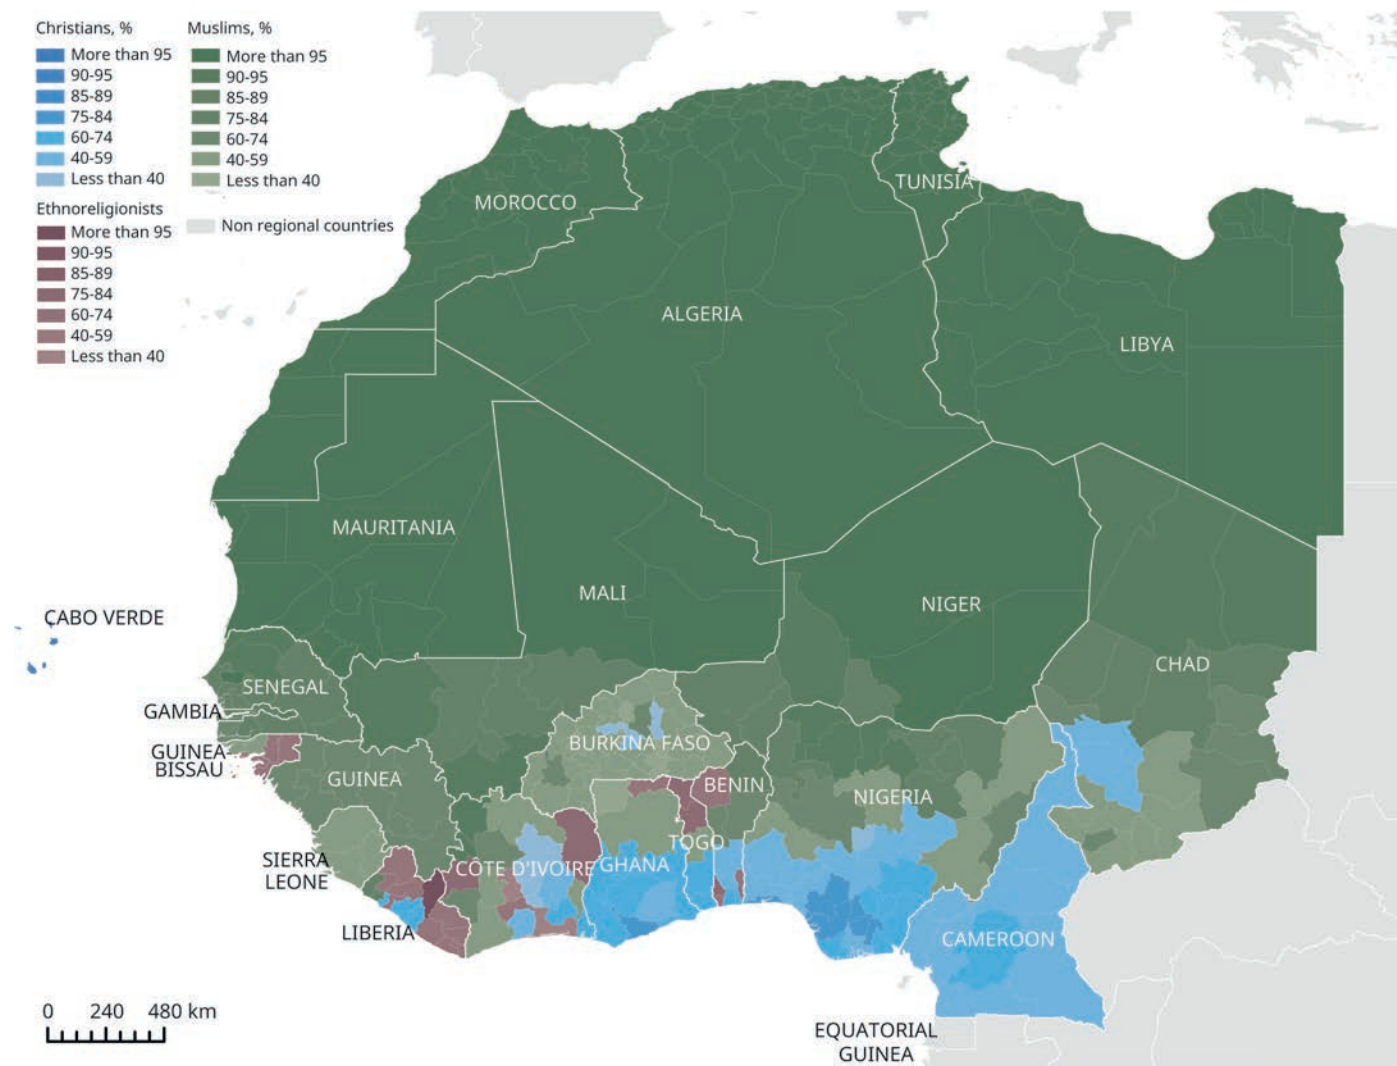 Christians, %
More than 95
90-95
85-89
75-84
60-74
40-59
Less than 40
Muslims, %
More than 95
90-95
85-89
75-84
60-74
40-59
Less than 40
Ethnoreligionists
More than 95
90-95
85-89
75-84
60-74
40-59
Less than 40
Non regional countries
MOROCCO
TUNISIA
ALGERIA
LIBYA
MAURITANIA
MALI
NIGER
CHAD
CABO VERDE
SENEGAL
GAMBIA
GUINEA
BISSAU
GUINEA
BURKINA FASO
BENIN
NIGERIA
SIERRA
LEONE
CÔTE D'IVOIRE
GHANA
TOGO
LIBERIA
CAMEROON
EQUATORIAL
GUINEA
0 240 480 km